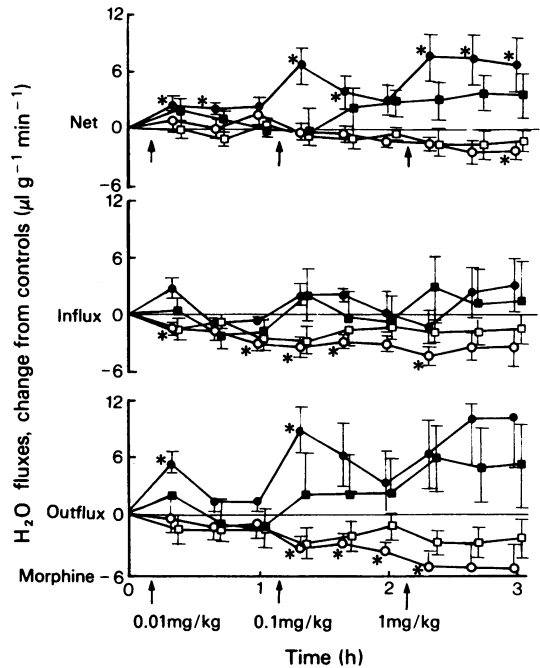 H₂O fluxes, change from controls (μl g⁻¹ min⁻¹)
12
6
Net
0
−6
12
6
Influx
0
−6
12
6
Outflux
0
Morphine −6
0 1 2 3
0.01mg/kg 0.1mg/kg 1mg/kg
Time (h)
* * * * * * *
*
* * * * *
* *
* * * *